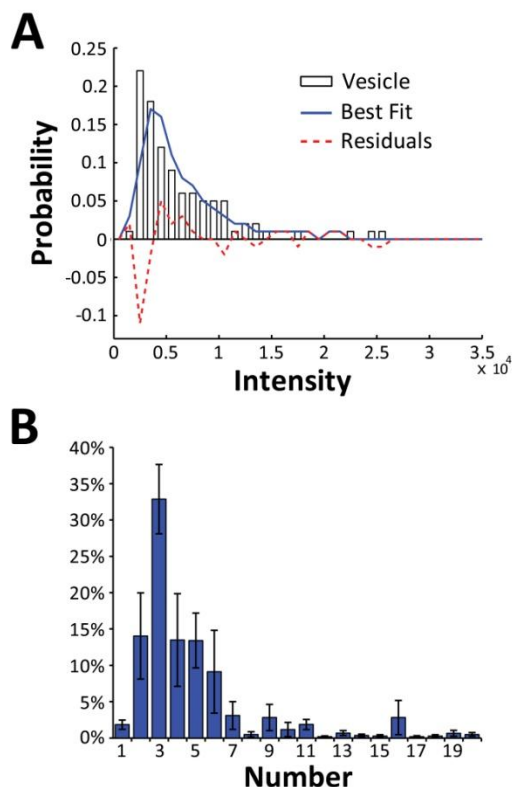 A
0.25
0.2
0.15
0.1
0.05
0
-0.05
-0.1
Probability
Vesicle
Best Fit
Residuals
0 0.5 1 1.5 2 2.5 3 3.5
x 10^4
Intensity
B
40%
35%
30%
25%
20%
15%
10%
5%
0%
1 3 5 7 9 11 13 15 17 19
Number